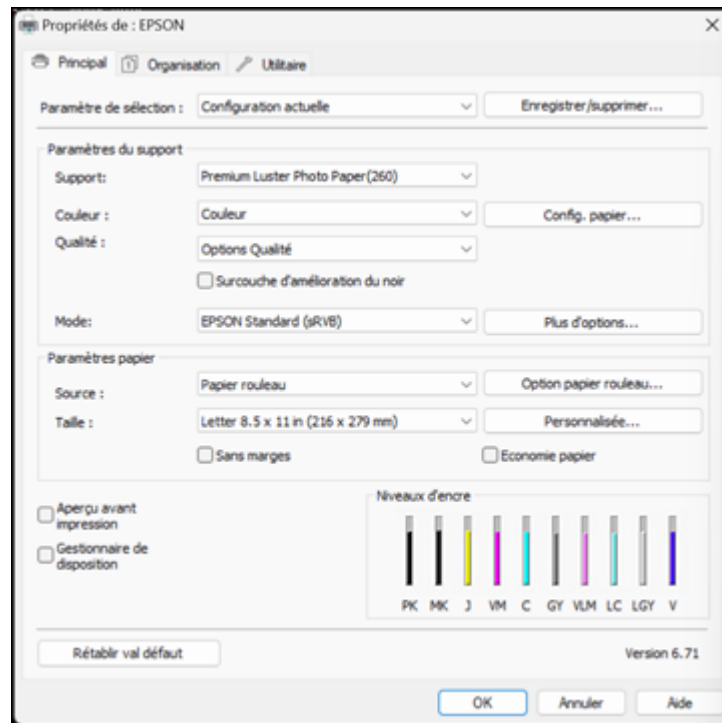 Propriétés de : EPSON
Principal Organisation Utilitaire
Paramètre de sélection : Configuration actuelle Enregistrer/supprimer...
Paramètres du support
Support: Premium Luster Photo Paper(260)
Couleur : Couleur Config. papier...
Qualité : Options Qualité
Surcouche d'amélioration du noir
Mode: EPSON Standard (sRVB) Plus d'options...
Paramètres papier
Source : Papier rouleau Option papier rouleau...
Taille : Letter 8.5 x 11 in (216 x 279 mm) Personnalisée...
Sans marges Economie papier
Niveaux d'encre
Aperçu avant
impression
Gestionnaire de
disposition
PK MK J VM C GY VLM LC LGY V
Rétablir val défaut Version 6.71
OK Annuler Aide